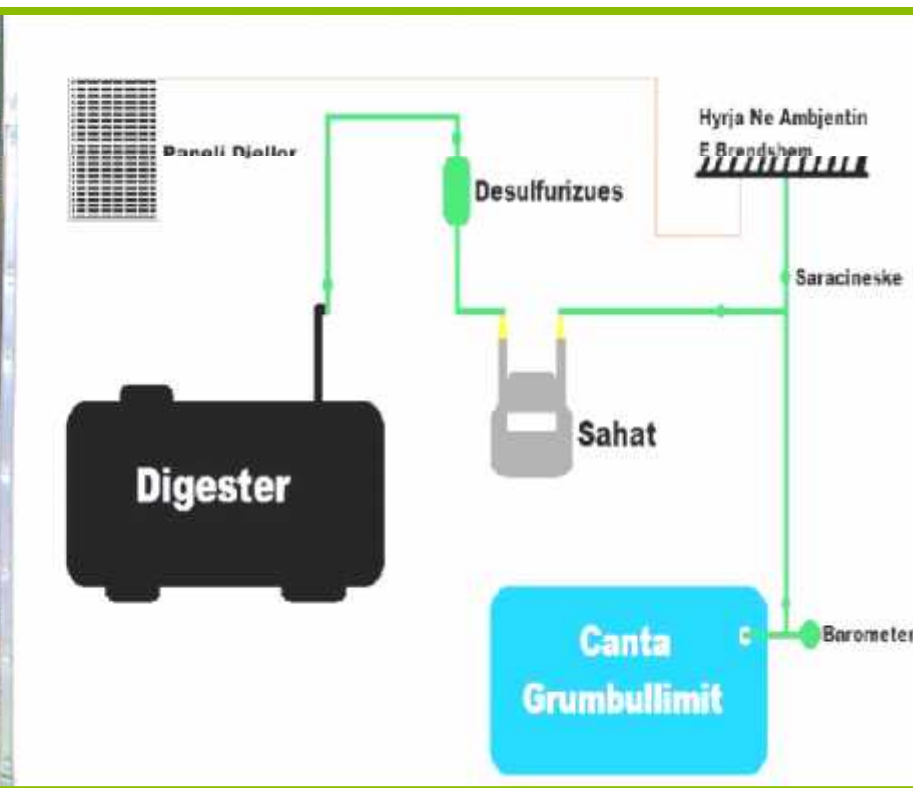 Hyrja Ne Ambjentin
E Brendshem
Paneli Diellor
Desulfurizues
Saracineske
Sahat
Digester
Canta
Grumbullimit
Barometer